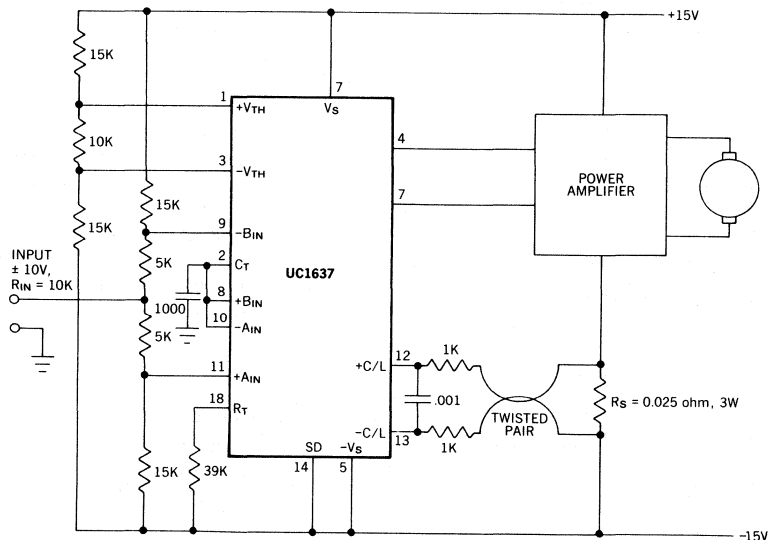 +15V
15K
7
1
+VTH
VS
10K
4
3
-VTH
POWER
AMPLIFIER
7
15K
15K
9
-BIN
INPUT
± 10V,
RIN = 10K
5K
2
CT
UC1637
8
+BIN
1000
10
-AIN
5K
1K
12
+C/L
11
+AIN
.001
RS = 0.025 ohm, 3W
18
RT
TWISTED
PAIR
-C/L
13
1K
15K
39K
SD
-VS
14
5
-15V